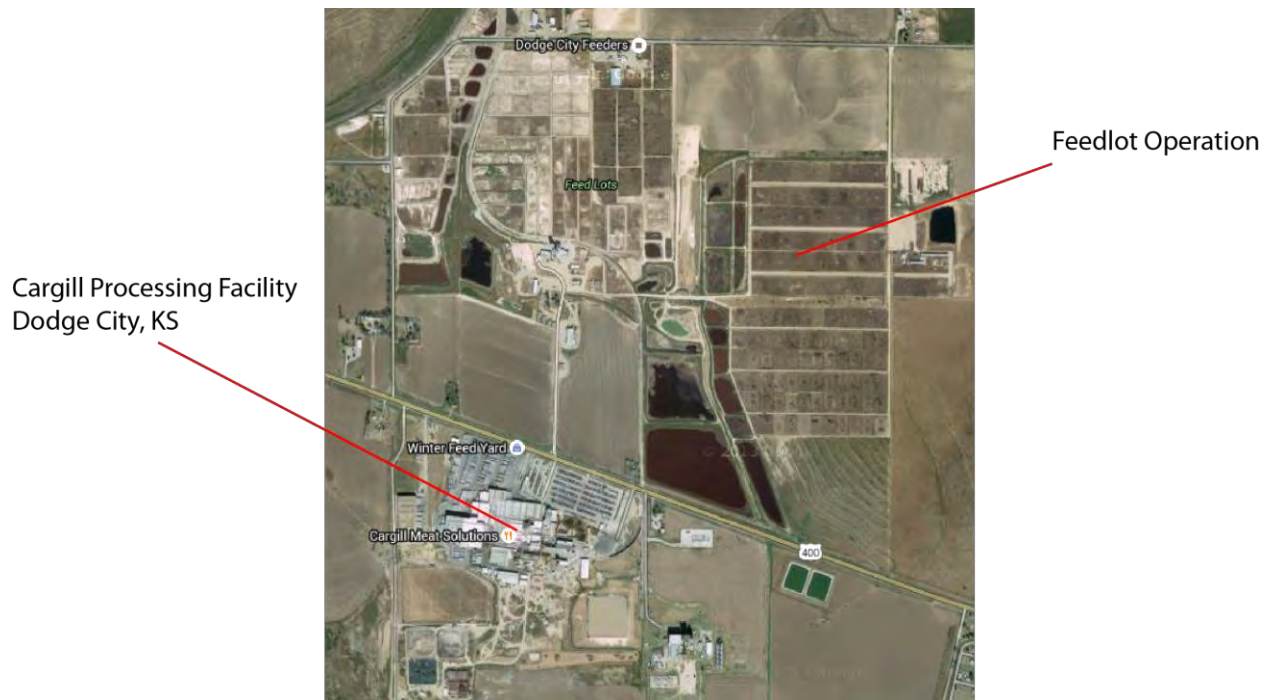 Dodge City Feeders
Feedlot Operation
Feed Lots
Cargill Processing Facility
Dodge City, KS
Winter Feed Yard
Cargill Meat Solutions
400